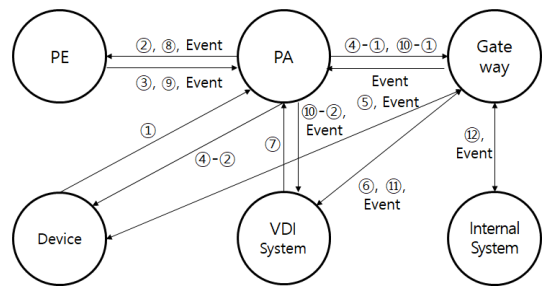 ②, ⑧, Event
④-①, ⑩-①
PE
PA
Gate
way
③, ⑨, Event
Event
①
⑩-②,
Event
⑤, Event
④-②
⑦
⑫,
Event
⑥, ⑪,
Event
Device
VDI
System
Internal
System